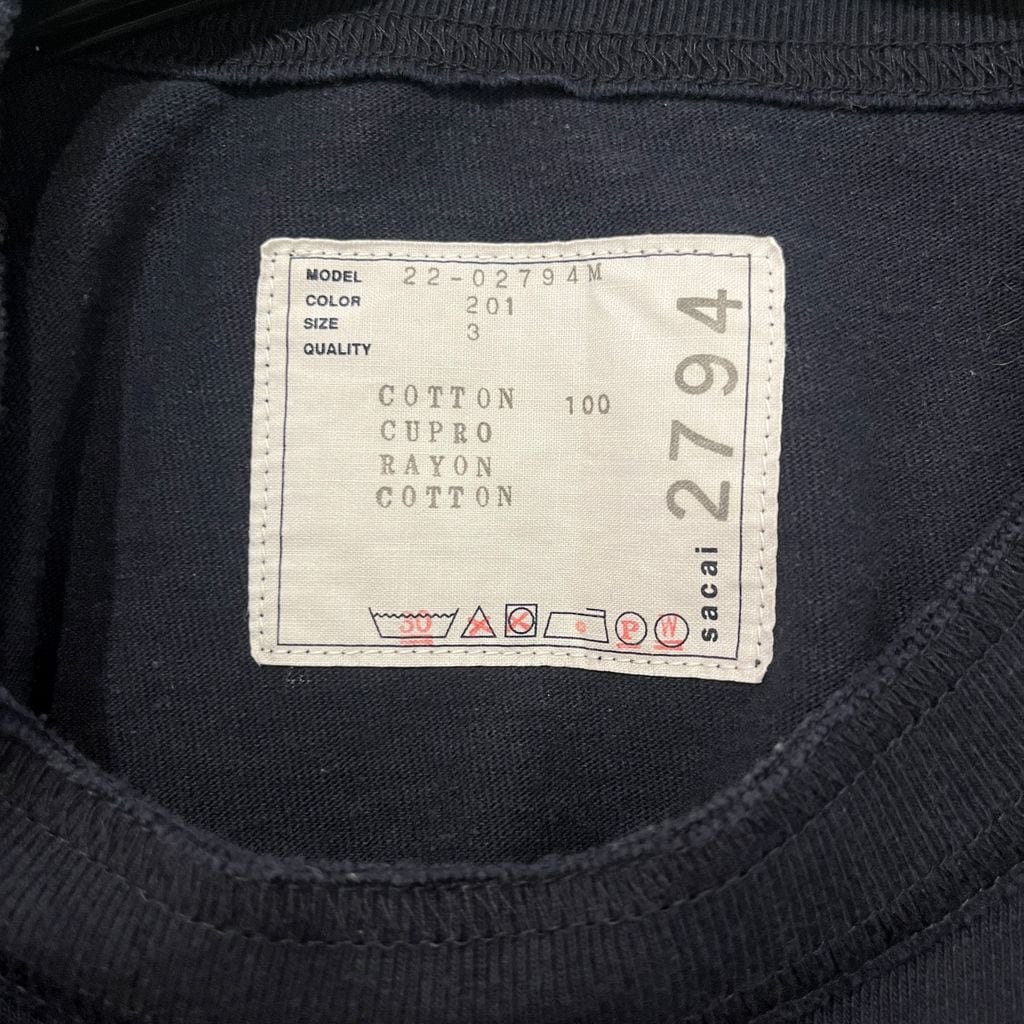 MODEL 22-02794M
COLOR 201
SIZE 3
QUALITY
COTTON 100
CUPRO
RAYON
COTTON
30
P
W
sacai 2794